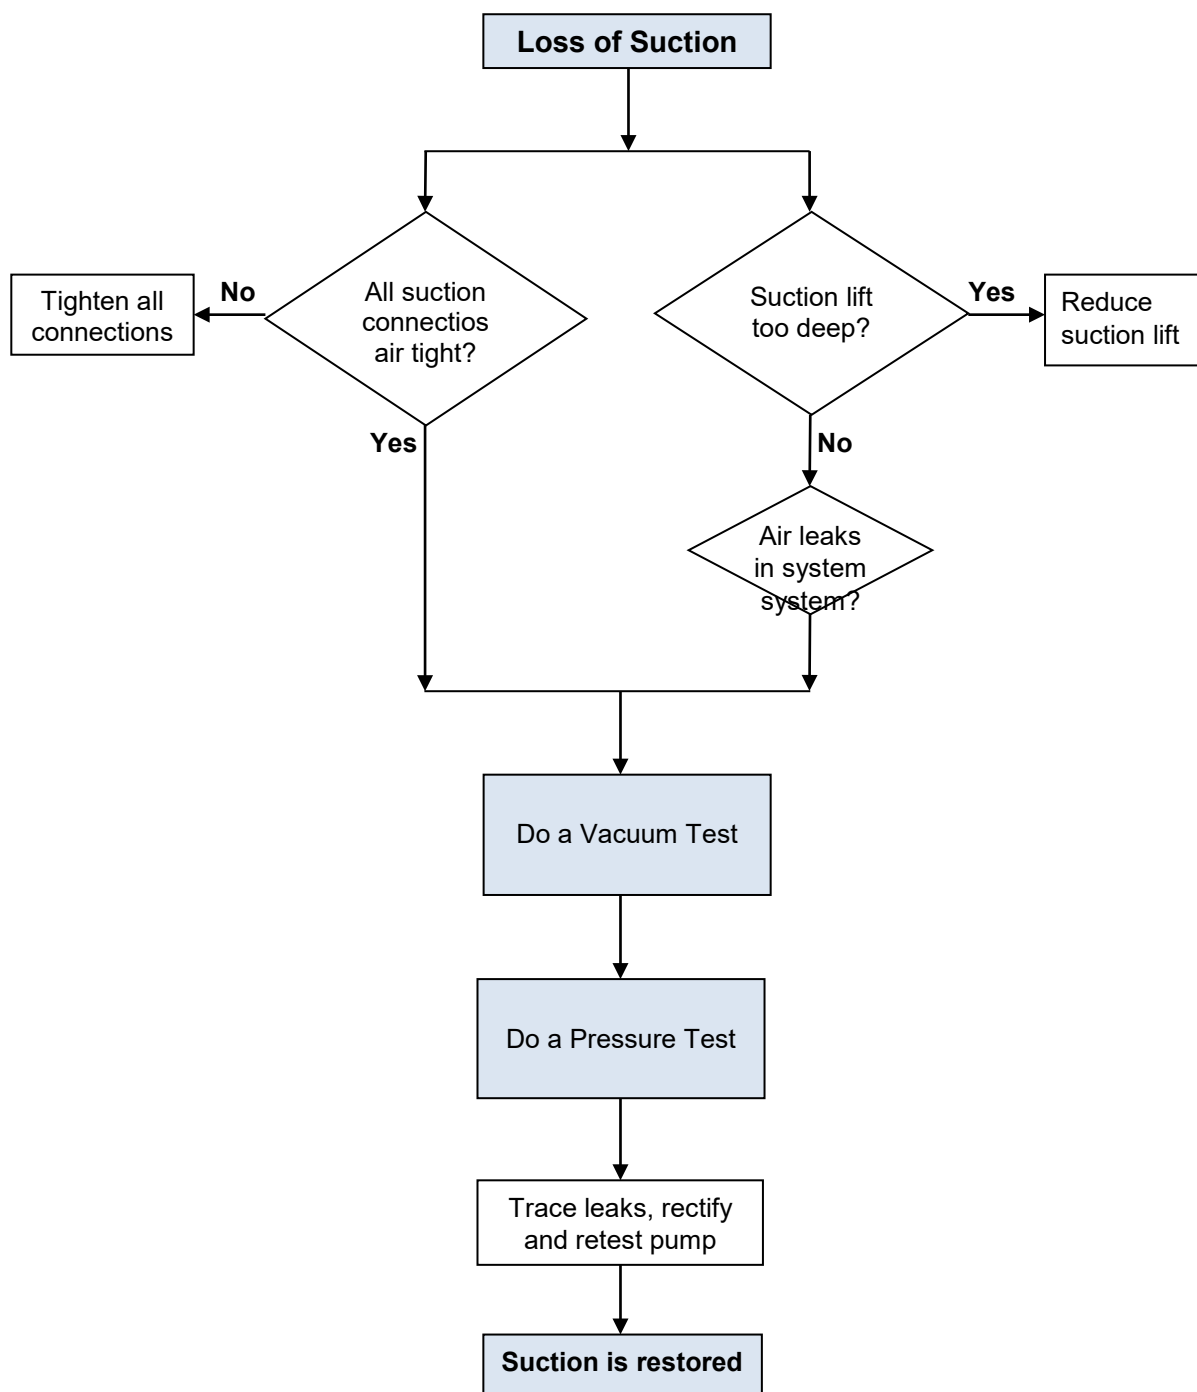 Loss of Suction
No
Tighten all
connections
All suction
connectios
air tight?
Suction lift
too deep?
Yes
Reduce
suction lift
Yes
No
Air leaks
in system
system?
Do a Vacuum Test
Do a Pressure Test
Trace leaks, rectify
and retest pump
Suction is restored